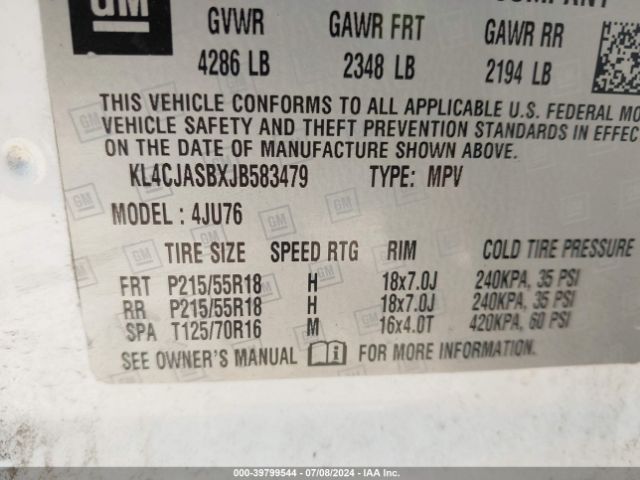 GM COMPANY
GVWR GAWR FRT GAWR RR
4286 LB 2348 LB 2194 LB
THIS VEHICLE CONFORMS TO ALL APPLICABLE U.S. FEDERAL MO
VEHICLE SAFETY AND THEFT PREVENTION STANDARDS IN EFFEC
ON THE DATE OF MANUFACTURE SHOWN ABOVE.
KL4CJASBXJB583479 TYPE: MPV
MODEL: 4JU76
TIRE SIZE SPEED RTG RIM COLD TIRE PRESSURE
FRT P215/55R18 H 18x7.0J 240KPA, 35 PSI
RR P215/55R18 H 18x7.0J 240KPA, 35 PSI
SPA T125/70R16 M 16x4.0T 420KPA, 60 PSI
SEE OWNER'S MANUAL i FOR MORE INFORMATION.
000-39799544 | 07/08/2024 - IAA Inc.